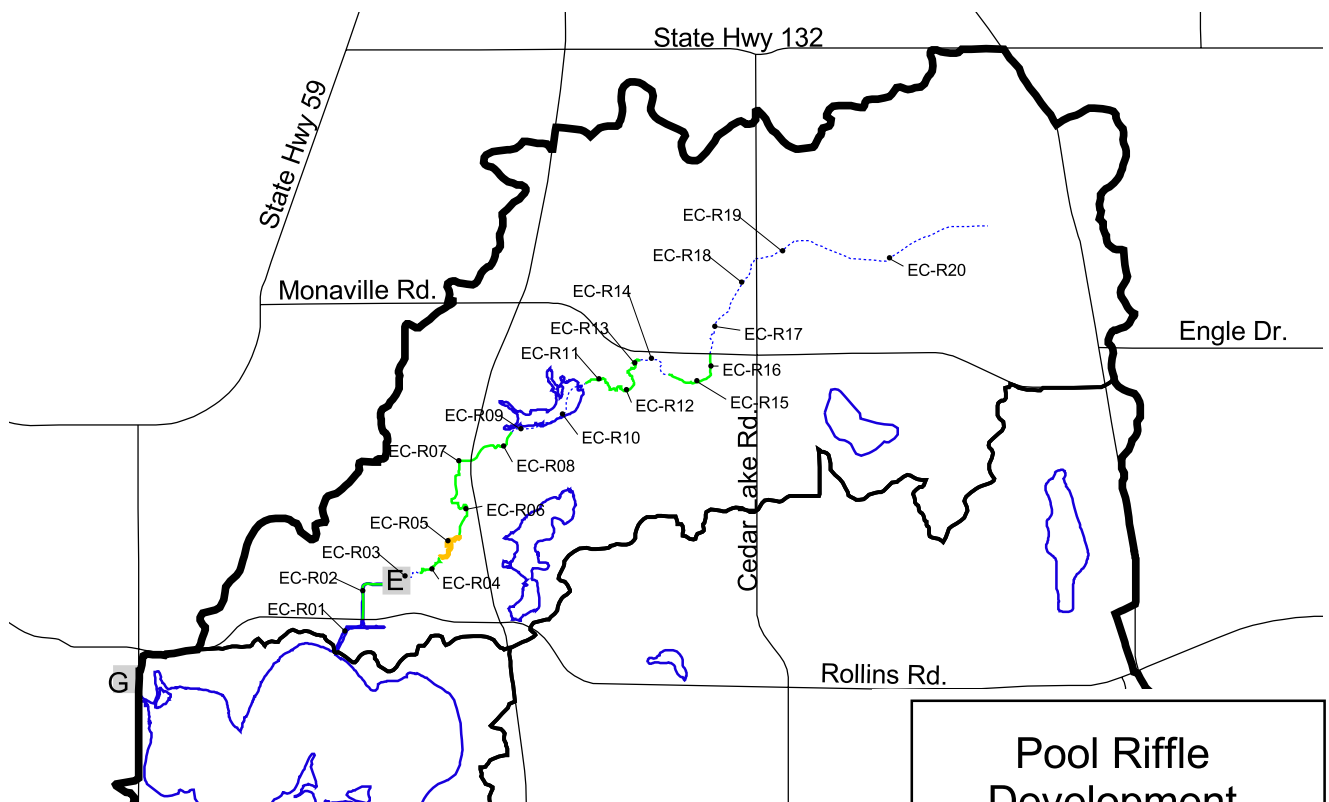 State Hwy 132
State Hwy 59
EC-R19
EC-R18
EC-R20
Monaville Rd.
EC-R14
EC-R13
EC-R17
Engle Dr.
EC-R11
EC-R16
EC-R12
EC-R15
EC-R09
EC-R10
EC-R07
EC-R08
Cedar Lake Rd.
EC-R06
EC-R05
EC-R03
E
EC-R02
EC-R04
EC-R01
Rollins Rd.
G
Pool Riffle
Development